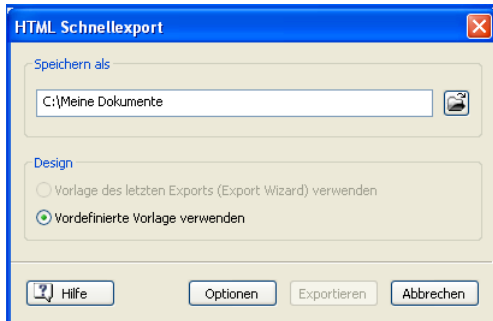 HTML Schnellexport
Speichern als
C:\Meine Dokumente
Design
Vorlage des letzten Exports (Export Wizard) verwenden
Vordefinierte Vorlage verwenden
Hilfe Optionen Exportieren Abbrechen